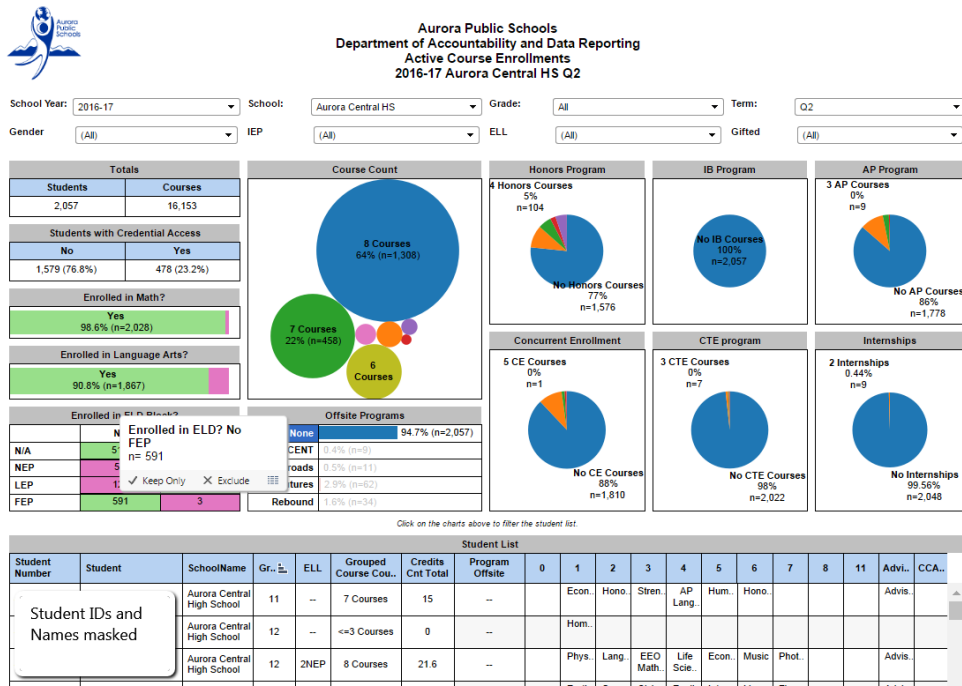 Aurora
Public
Schools
Aurora Public Schools
Department of Accountability and Data Reporting
Active Course Enrollments
2016-17 Aurora Central HS Q2
School Year: 2016-17 School: Aurora Central HS Grade: All Term: Q2
Gender (All) IEP (All) ELL (All) Gifted (All)
Totals
Students Courses
2,057 16,153
Students with Credential Access
No Yes
1,579 (76.8%) 478 (23.2%)
Enrolled in Math?
Yes
98.6% (n=2,028)
Enrolled in Language Arts?
Yes
90.8% (n=1,867)
Enrolled in ELD Block?
N/A
NEP
LEP
FEP 591 3
Enrolled in ELD? No
FEP
n= 591
Keep Only Exclude
Course Count
8 Courses
64% (n=1,308)
7 Courses
22% (n=458)
6
Courses
Offsite Programs
None 94.7% (n=2,057)
CENT 0.4% (n=9)
roads 0.5% (n=11)
tures 2.9% (n=62)
Rebound 1.6% (n=34)
Honors Program
4 Honors Courses
5%
n=104
No Honors Courses
77%
n=1,576
IB Program
No IB Courses
100%
n=2,057
AP Program
3 AP Courses
0%
n=9
No AP Courses
86%
n=1,778
Concurrent Enrollment
5 CE Courses
0%
n=1
No CE Courses
88%
n=1,810
CTE program
3 CTE Courses
0%
n=7
No CTE Courses
98%
n=2,022
Internships
2 Internships
0.44%
n=9
No Internships
99.56%
n=2,048
Click on the charts above to filter the student list.
Student List
Student Number Student SchoolName Gr.. ELL Grouped Course Cou.. Credits Cnt Total Program Offsite 0 1 2 3 4 5 6 7 8 11 Advi.. CCA..
Aurora Central High School 11 -- 7 Courses 15 -- Econ.. Hono.. Stren.. AP Lang.. Hum.. Hono.. Advis..
Aurora Central High School 12 -- <=3 Courses 0 -- Hom..
Aurora Central High School 12 2NEP 8 Courses 21.6 -- Phys.. Lang.. EEO Math.. Life Scie.. Econ.. Music Phot.. Advis..
Student IDs and
Names masked